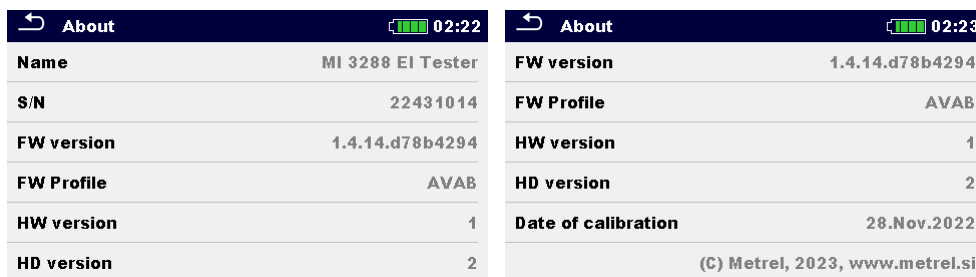 About 02:22
Name MI 3288 EI Tester
S/N 22431014
FW version 1.4.14.d78b4294
FW Profile AVAB
HW version 1
HD version 2
About 02:23
FW version 1.4.14.d78b4294
FW Profile AVAB
HW version 1
HD version 2
Date of calibration 28.Nov.2022
(C) Metrel, 2023, www.metrel.si